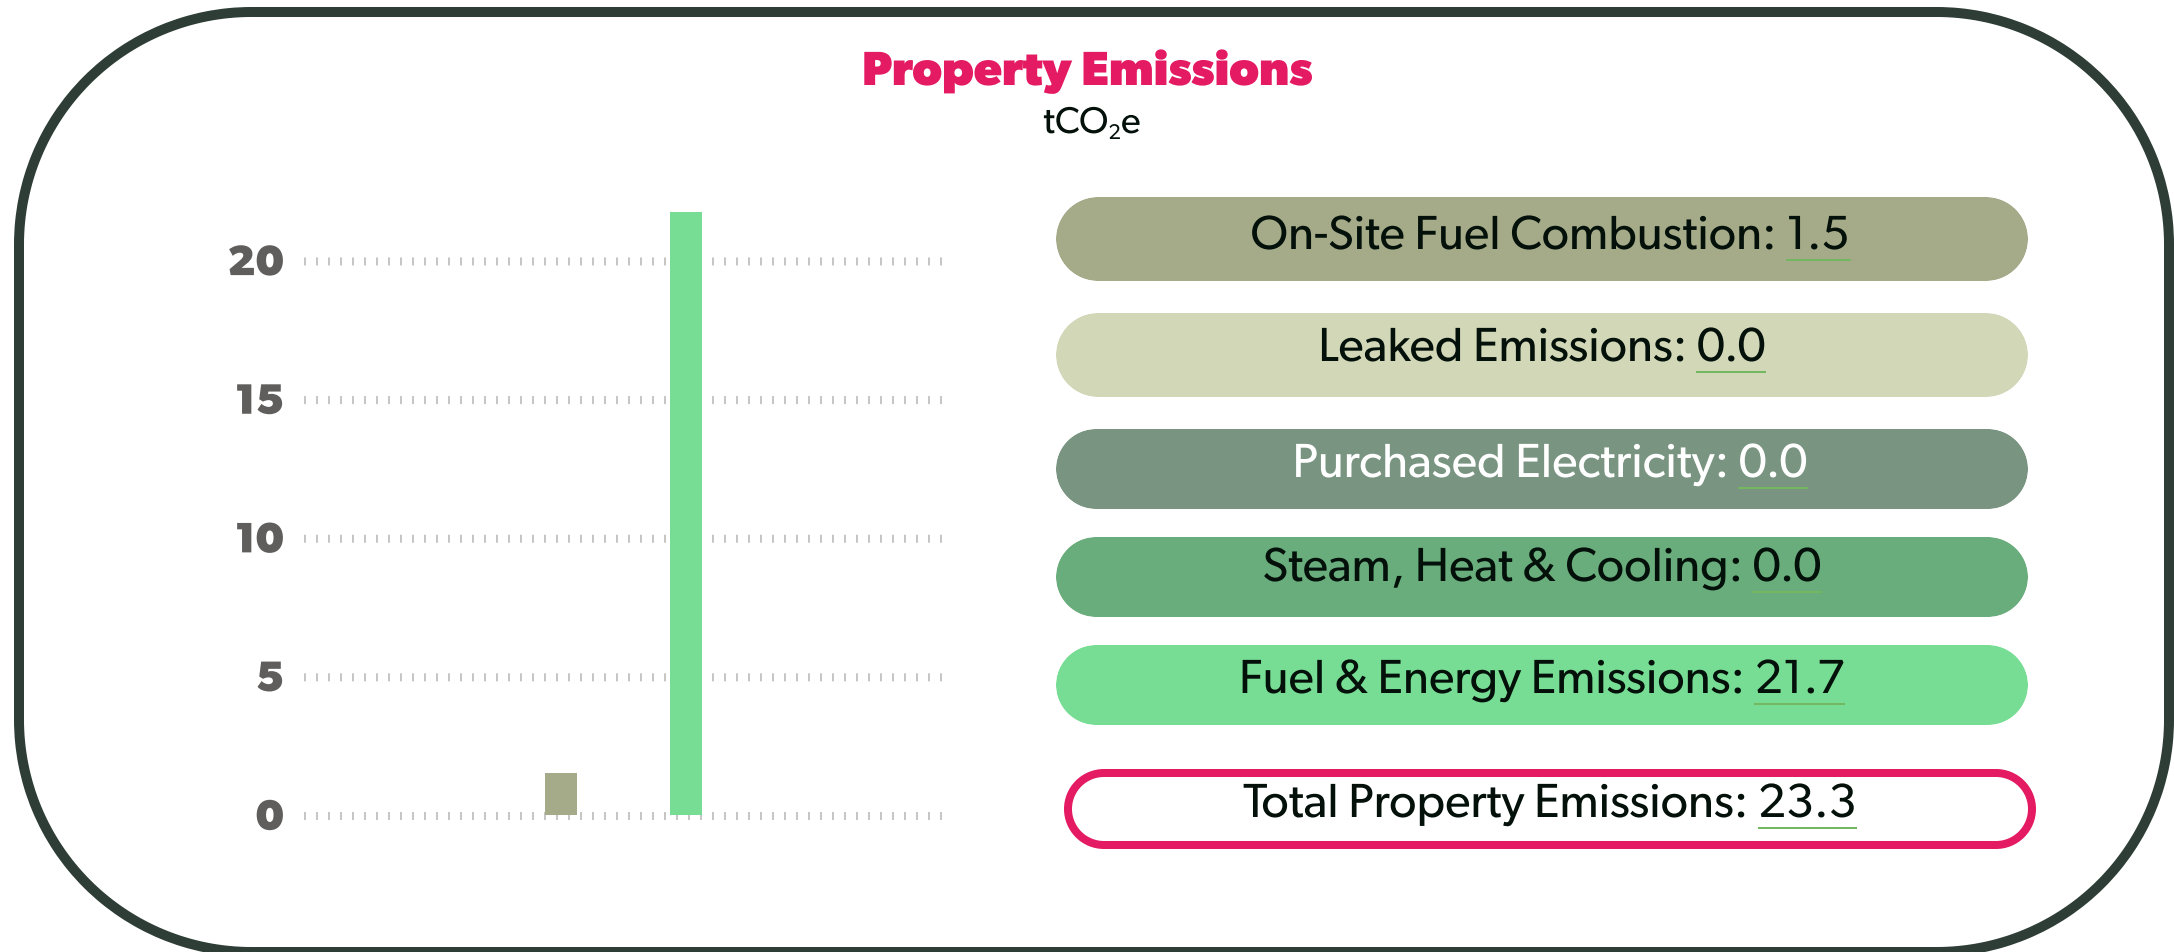 Property Emissions
tCO₂e
20
15
10
5
0
On-Site Fuel Combustion: 1.5
Leaked Emissions: 0.0
Purchased Electricity: 0.0
Steam, Heat & Cooling: 0.0
Fuel & Energy Emissions: 21.7
Total Property Emissions: 23.3